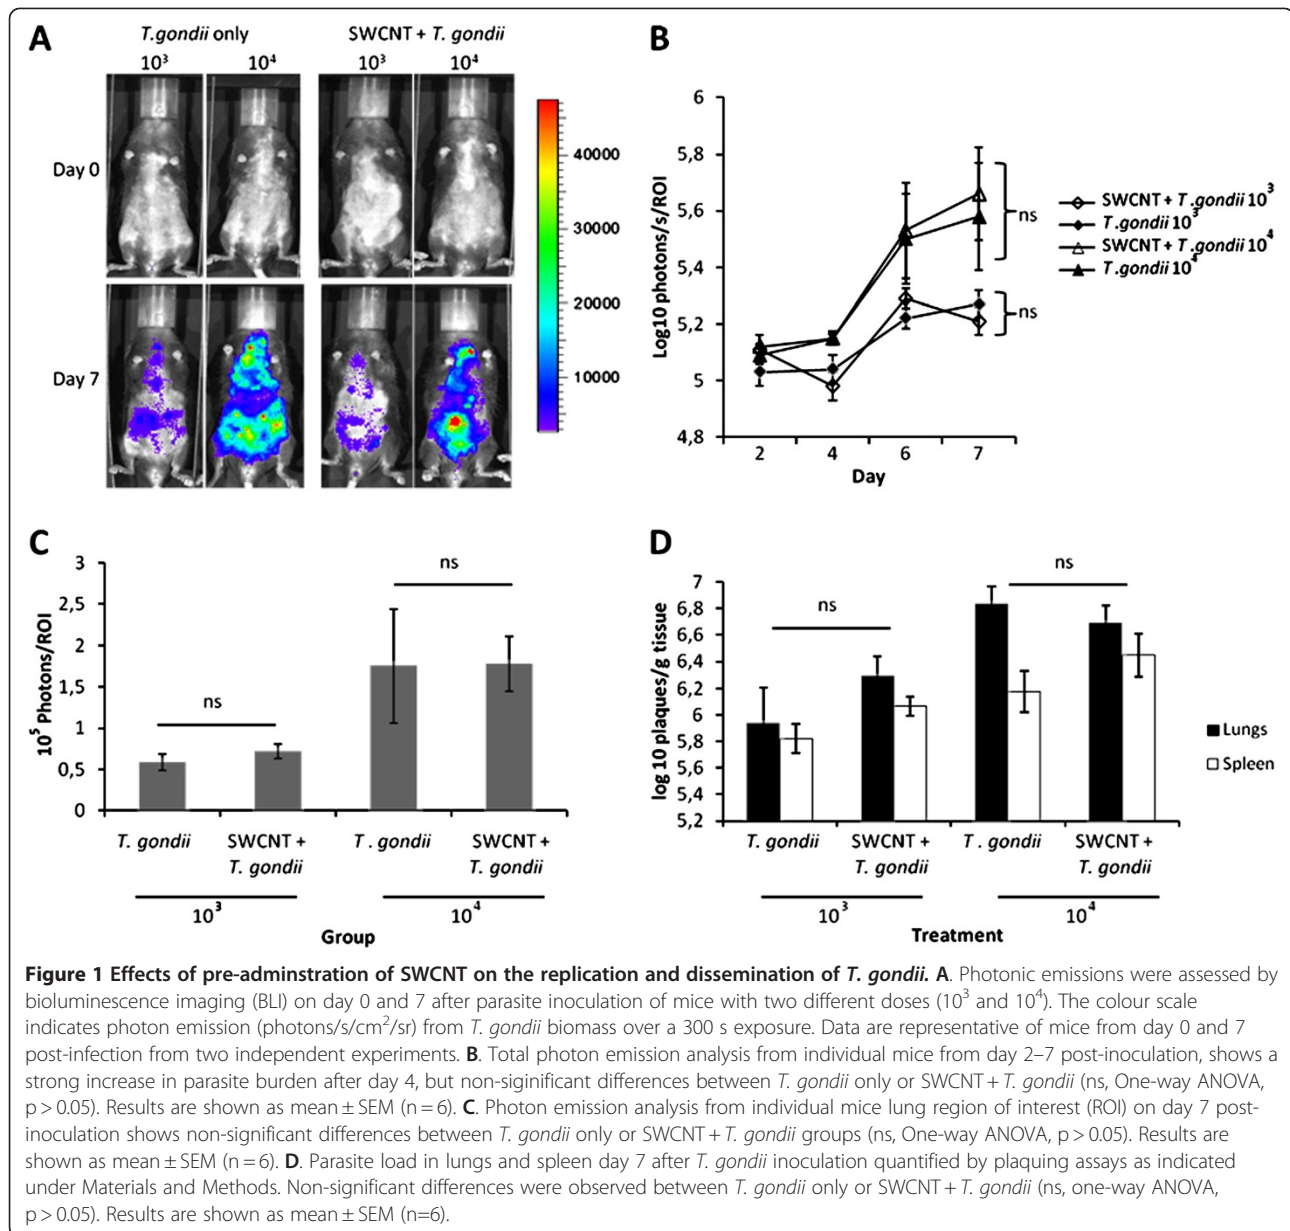 A
T.gondii only
SWCNT + T. gondii
10³
10⁴
10³
10⁴
Day 0
Day 7
40000
30000
20000
10000
B
Log10 photons/s/ROI
6
5,8
5,6
5,4
5,2
5
4,8
2
4
6
7
Day
ns
ns
SWCNT + T.gondii 10³
T.gondii 10³
SWCNT + T.gondii 10⁴
T.gondii 10⁴
C
10⁵ Photons/ROI
3
2,5
2
1,5
1
0,5
0
ns
ns
T. gondii
SWCNT +
T. gondii
T . gondii
SWCNT +
T. gondii
10³
10⁴
Group
D
log 10 plaques/g tissue
7
6,8
6,6
6,4
6,2
6
5,8
5,6
5,4
5,2
ns
ns
Lungs
Spleen
T. gondii
SWCNT +
T. gondii
T . gondii
SWCNT +
T. gondii
10³
10⁴
Treatment
Figure 1 Effects of pre-adminstration of SWCNT on the replication and dissemination of T. gondii. A. Photonic emissions were assessed by
bioluminescence imaging (BLI) on day 0 and 7 after parasite inoculation of mice with two different doses (10³ and 10⁴). The colour scale
indicates photon emission (photons/s/cm²/sr) from T. gondii biomass over a 300 s exposure. Data are representative of mice from day 0 and 7
post-infection from two independent experiments. B. Total photon emission analysis from individual mice from day 2–7 post-inoculation, shows a
strong increase in parasite burden after day 4, but non-siginificant differences between T. gondii only or SWCNT + T. gondii (ns, One-way ANOVA,
p > 0.05). Results are shown as mean ± SEM (n = 6). C. Photon emission analysis from individual mice lung region of interest (ROI) on day 7 post-
inoculation shows non-significant differences between T. gondii only or SWCNT + T. gondii groups (ns, One-way ANOVA, p > 0.05). Results are
shown as mean ± SEM (n = 6). D. Parasite load in lungs and spleen day 7 after T. gondii inoculation quantified by plaquing assays as indicated
under Materials and Methods. Non-significant differences were observed between T. gondii only or SWCNT + T. gondii (ns, one-way ANOVA,
p > 0.05). Results are shown as mean ± SEM (n=6).